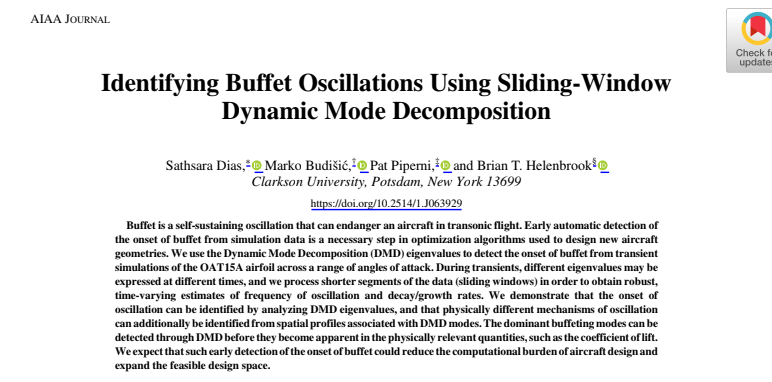 AIAA JOURNAL
Check f
update
Identifying Buffet Oscillations Using Sliding-Window
Dynamic Mode Decomposition
Sathsara Dias,* Marko Budišić,† Pat Piperni,‡ and Brian T. Helenbrook§
Clarkson University, Potsdam, New York 13699
https://doi.org/10.2514/1.J063929
Buffet is a self-sustaining oscillation that can endanger an aircraft in transonic flight. Early automatic detection of
the onset of buffet from simulation data is a necessary step in optimization algorithms used to design new aircraft
geometries. We use the Dynamic Mode Decomposition (DMD) eigenvalues to detect the onset of buffet from transient
simulations of the OAT15A airfoil across a range of angles of attack. During transients, different eigenvalues may be
expressed at different times, and we process shorter segments of the data (sliding windows) in order to obtain robust,
time-varying estimates of frequency of oscillation and decay/growth rates. We demonstrate that the onset of
oscillation can be identified by analyzing DMD eigenvalues, and that physically different mechanisms of oscillation
can additionally be identified from spatial profiles associated with DMD modes. The dominant buffeting modes can be
detected through DMD before they become apparent in the physically relevant quantities, such as the coefficient of lift.
We expect that such early detection of the onset of buffet could reduce the computational burden of aircraft design and
expand the feasible design space.